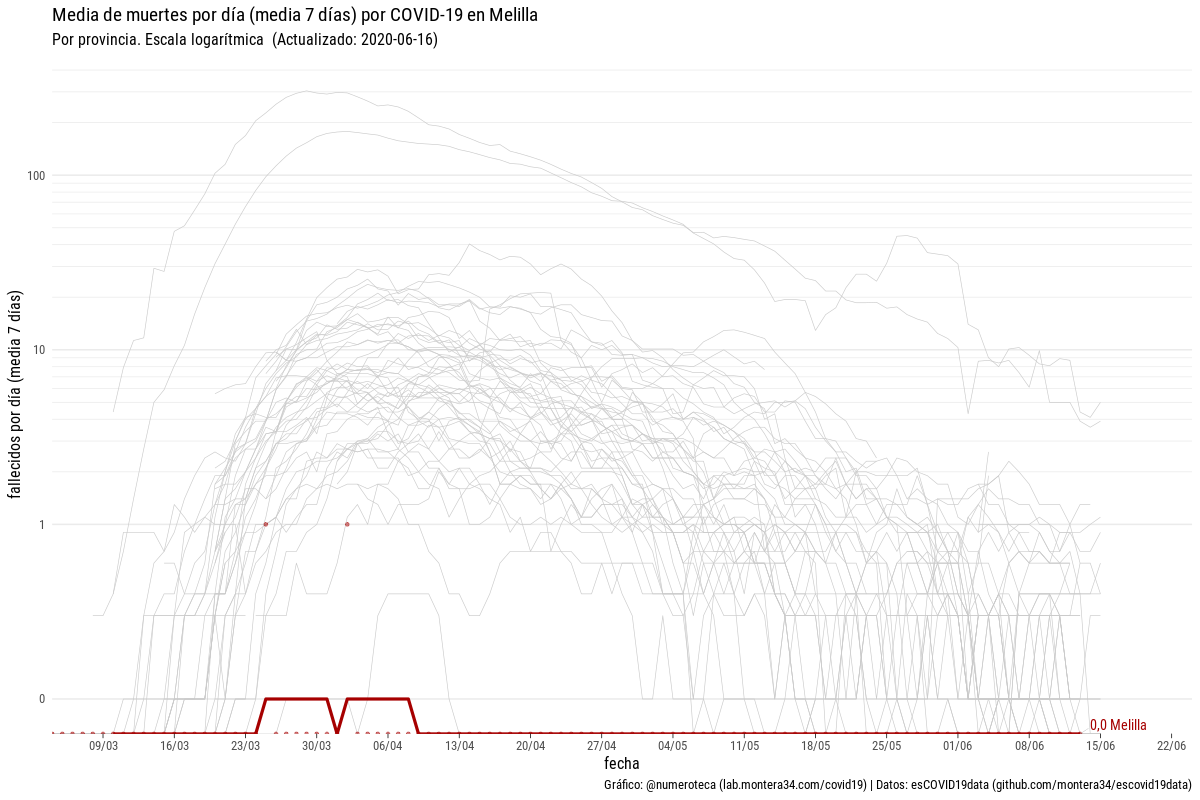 Media de muertes por día (media 7 días) por COVID-19 en Melilla
Por provincia. Escala logarítmica (Actualizado: 2020-06-16)
fallecidos por día (media 7 días)
100
10
1
0
0,0 Melilla
09/03 16/03 23/03 30/03 06/04 13/04 20/04 27/04 04/05 11/05 18/05 25/05 01/06 08/06 15/06 22/06
fecha
Gráfico: @numeroteca (lab.montera34.com/covid19) | Datos: esCOVID19data (github.com/montera34/escovid19data)